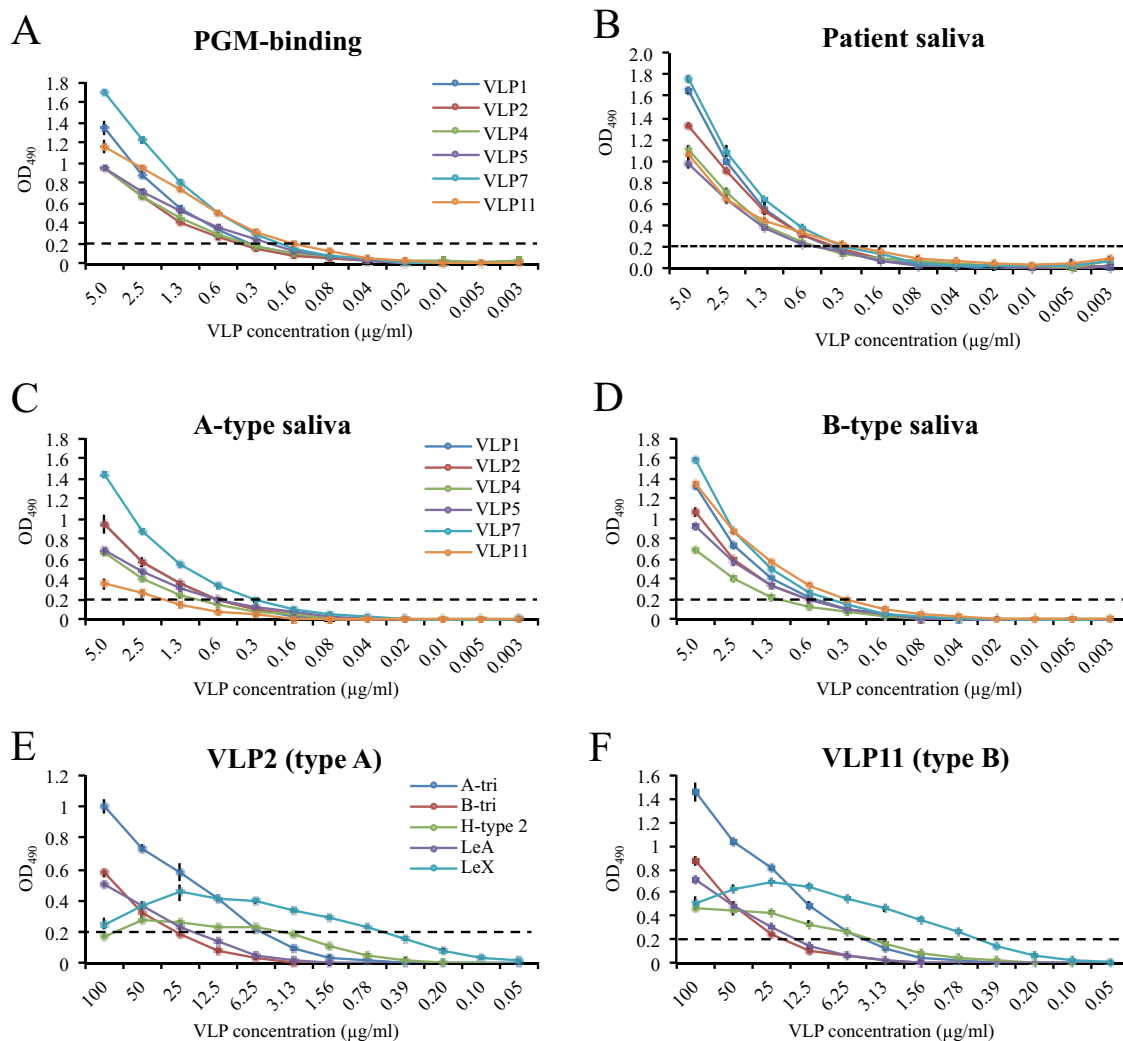 A
PGM-binding
1.8
1.6
1.4
1.2
1
0.8
0.6
0.4
0.2
0
OD490
VLP1
VLP2
VLP4
VLP5
VLP7
VLP11
5.0 2.5 1.3 0.6 0.3 0.16 0.08 0.04 0.02 0.01 0.005 0.003
VLP concentration (µg/ml)
B
Patient saliva
2.0
1.8
1.6
1.4
1.2
1.0
0.8
0.6
0.4
0.2
0.0
OD490
5.0 2.5 1.3 0.6 0.3 0.16 0.08 0.04 0.02 0.01 0.005 0.003
VLP concentration (µg/ml)
C
A-type saliva
1.8
1.6
1.4
1.2
1
0.8
0.6
0.4
0.2
0
OD490
VLP1
VLP2
VLP4
VLP5
VLP7
VLP11
5.0 2.5 1.3 0.6 0.3 0.16 0.08 0.04 0.02 0.01 0.005 0.003
VLP concentration (µg/ml)
D
B-type saliva
1.8
1.6
1.4
1.2
1
0.8
0.6
0.4
0.2
0
OD490
5.0 2.5 1.3 0.6 0.3 0.16 0.08 0.04 0.02 0.01 0.005 0.003
VLP concentration (µg/ml)
E
VLP2 (type A)
1.2
1
0.8
0.6
0.4
0.2
0
OD490
A-tri
B-tri
H-type 2
LeA
LeX
100 50 25 12.5 6.25 3.13 1.56 0.78 0.39 0.20 0.10 0.05
VLP concentration (µg/ml)
F
VLP11 (type B)
1.6
1.4
1.2
1
0.8
0.6
0.4
0.2
0
OD490
100 50 25 12.5 6.25 3.13 1.56 0.78 0.39 0.20 0.10 0.05
VLP concentration (µg/ml)